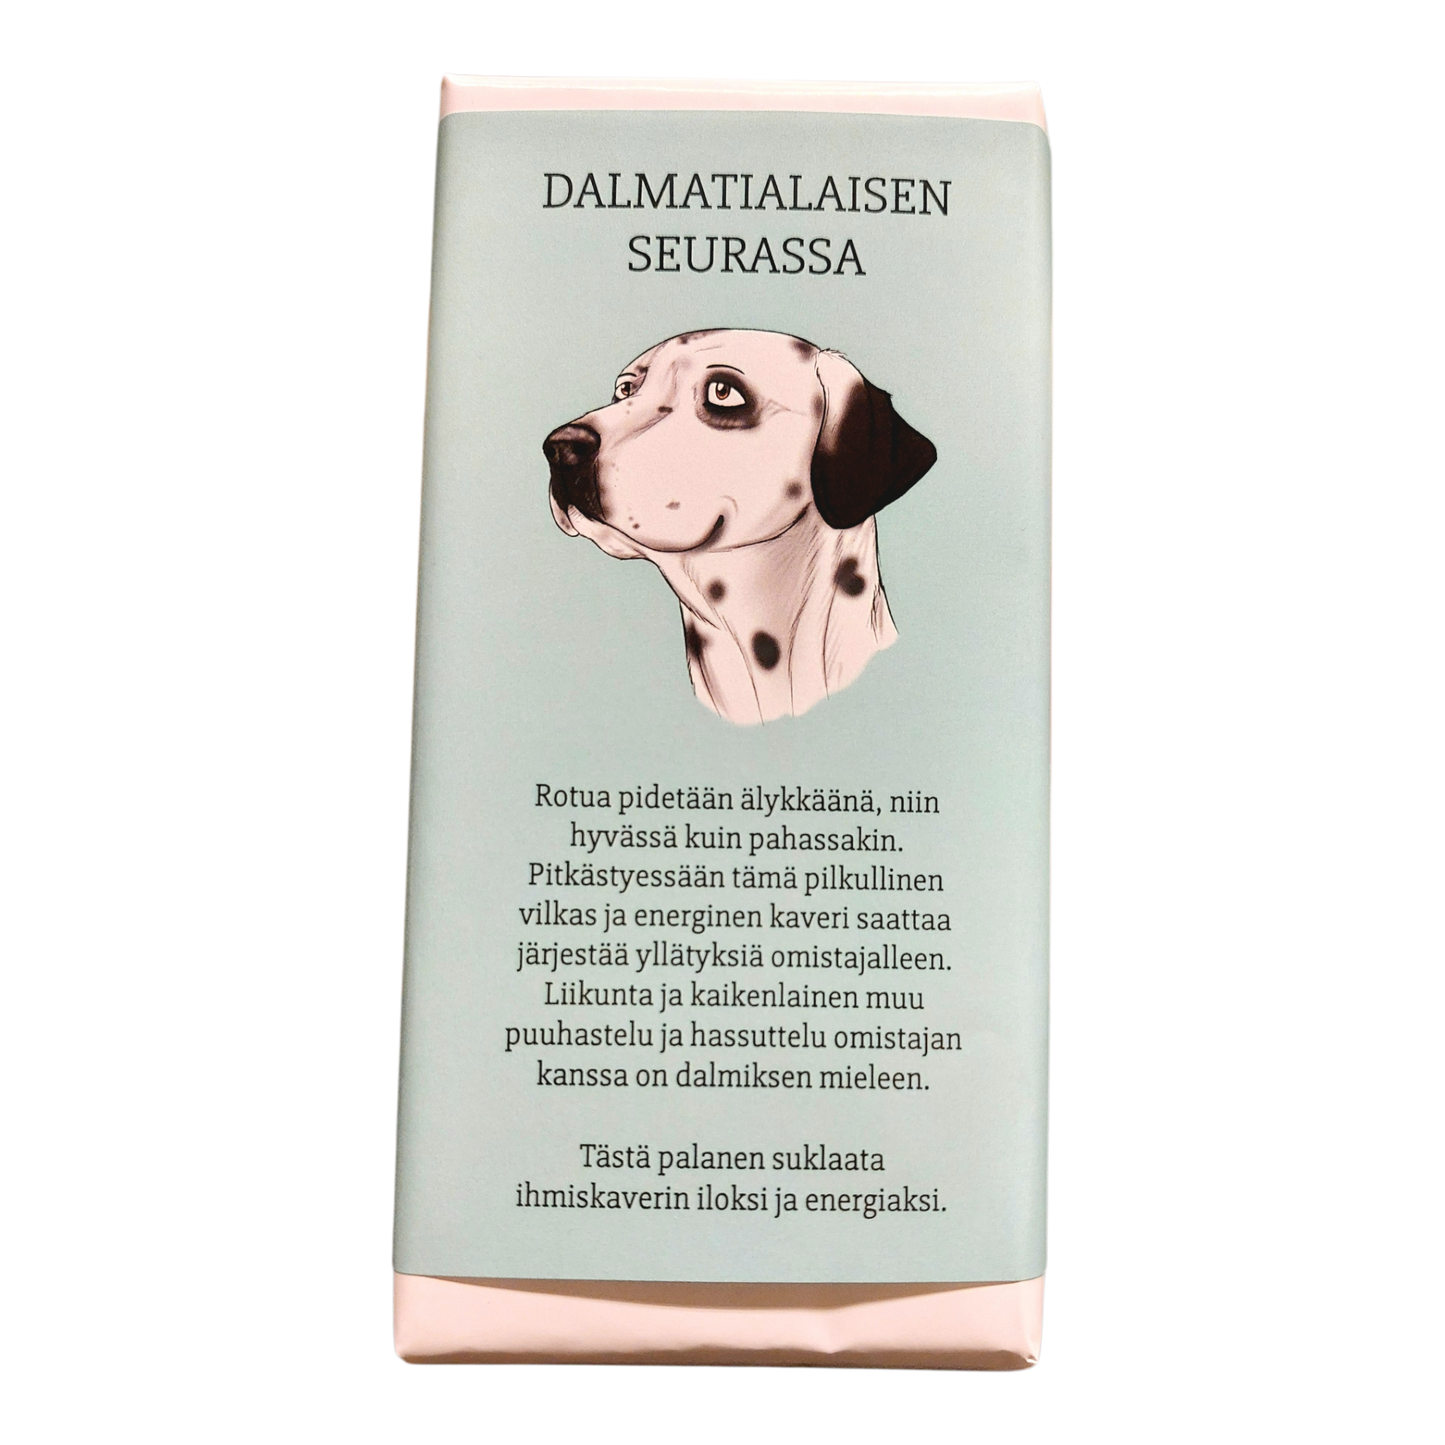 DALMATIALAISEN
SEURASSA
Rotua pidetään älykkäänä, niin
hyvässä kuin pahassakin.
Pitkästyessään tämä pilkullinen
vilkas ja energinen kaveri saattaa
järjestää yllätyksiä omistajalleen.
Liikunta ja kaikenlainen muu
puuhastelu ja hassuttelu omistajan
kanssa on dalmiksen mieleen.
Tästä palanen suklaata
ihmiskaverin iloksi ja energiaksi.